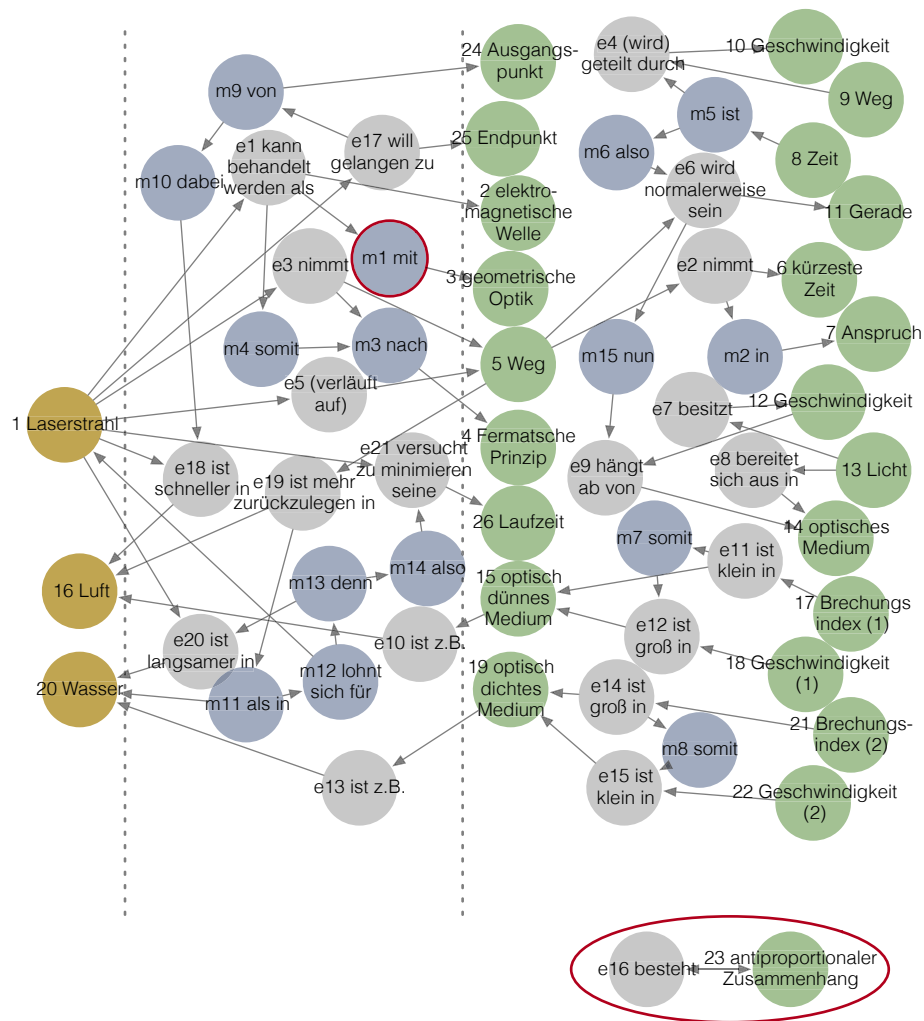 24 Ausgangs-
punkt
e4 (wird)
geteilt durch
10 Geschwindigkeit
m9 von
9 Weg
m5 ist
e17 will
gelangen zu
25 Endpunkt
e1 kann
behandelt
werden als
m6 also
8 Zeit
m10 dabei
e6 wird
normalerweise
sein
2 elektro-
magnetische
Welle
11 Gerade
m1 mit
e3 nimmt
e2 nimmt
3 geometrische
Optik
6 kürzeste
Zeit
m4 somit
m3 nach
7 Anspruch
5 Weg
m15 nun
m2 in
e5 (verläuft
auf)
12 Geschwindigkeit
e7 besitzt
1 Laserstrahl
4 Fermatsche
Prinzip
e21 versucht
zu minimieren
seine
e18 ist
schneller in
e19 ist mehr
zurückzulegen in
e9 hängt
ab von
e8 bereitet
sich aus in
13 Licht
26 Laufzeit
14 optisches
Medium
m7 somit
e11 ist
klein in
m13 denn
m14 also
16 Luft
15 optisch
dünnes
Medium
17 Brechungs
index (1)
e12 ist
groß in
e10 ist z.B.
e20 ist
langsamer in
18 Geschwindigkeit
(1)
m12 lohnt
sich für
20 Wasser
m11 als in
19 optisch
dichtes
Medium
e14 ist
groß in
21 Brechungs-
index (2)
m8 somit
e13 ist z.B.
e15 ist
klein in
22 Geschwindigkeit
(2)
e16 besteht
23 antiproportionaler
Zusammenhang